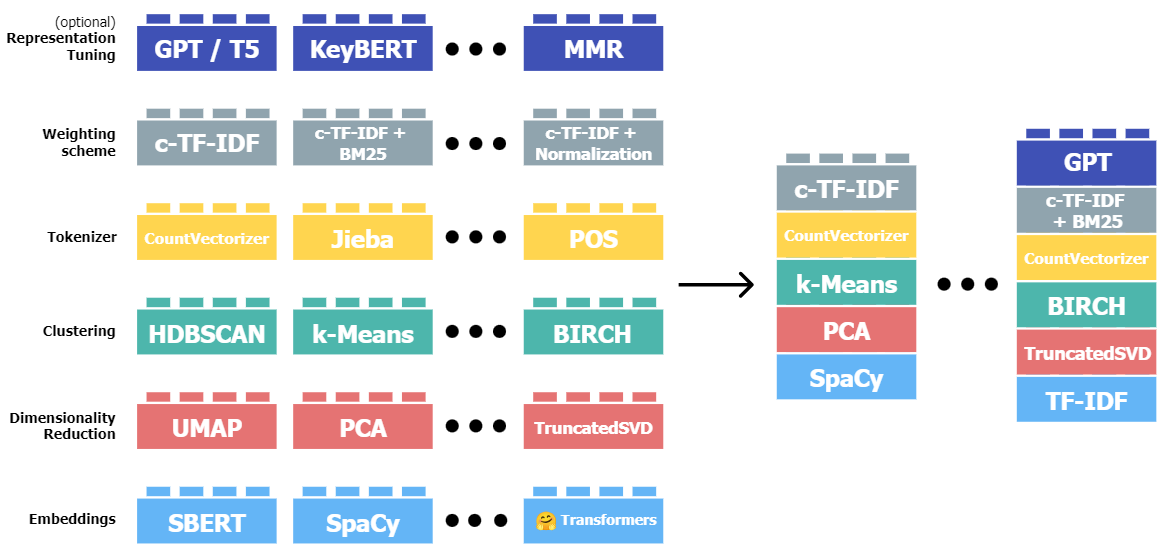 (optional)
Representation
Tuning
GPT / T5
KeyBERT
MMR
Weighting
scheme
c-TF-IDF
c-TF-IDF +
BM25
c-TF-IDF +
Normalization
Tokenizer
CountVectorizer
Jieba
POS
Clustering
HDBSCAN
k-Means
BIRCH
Dimensionality
Reduction
UMAP
PCA
TruncatedSVD
Embeddings
SBERT
SpaCy
🤗 Transformers
c-TF-IDF
CountVectorizer
k-Means
PCA
SpaCy
GPT
c-TF-IDF
+ BM25
CountVectorizer
BIRCH
TruncatedSVD
TF-IDF